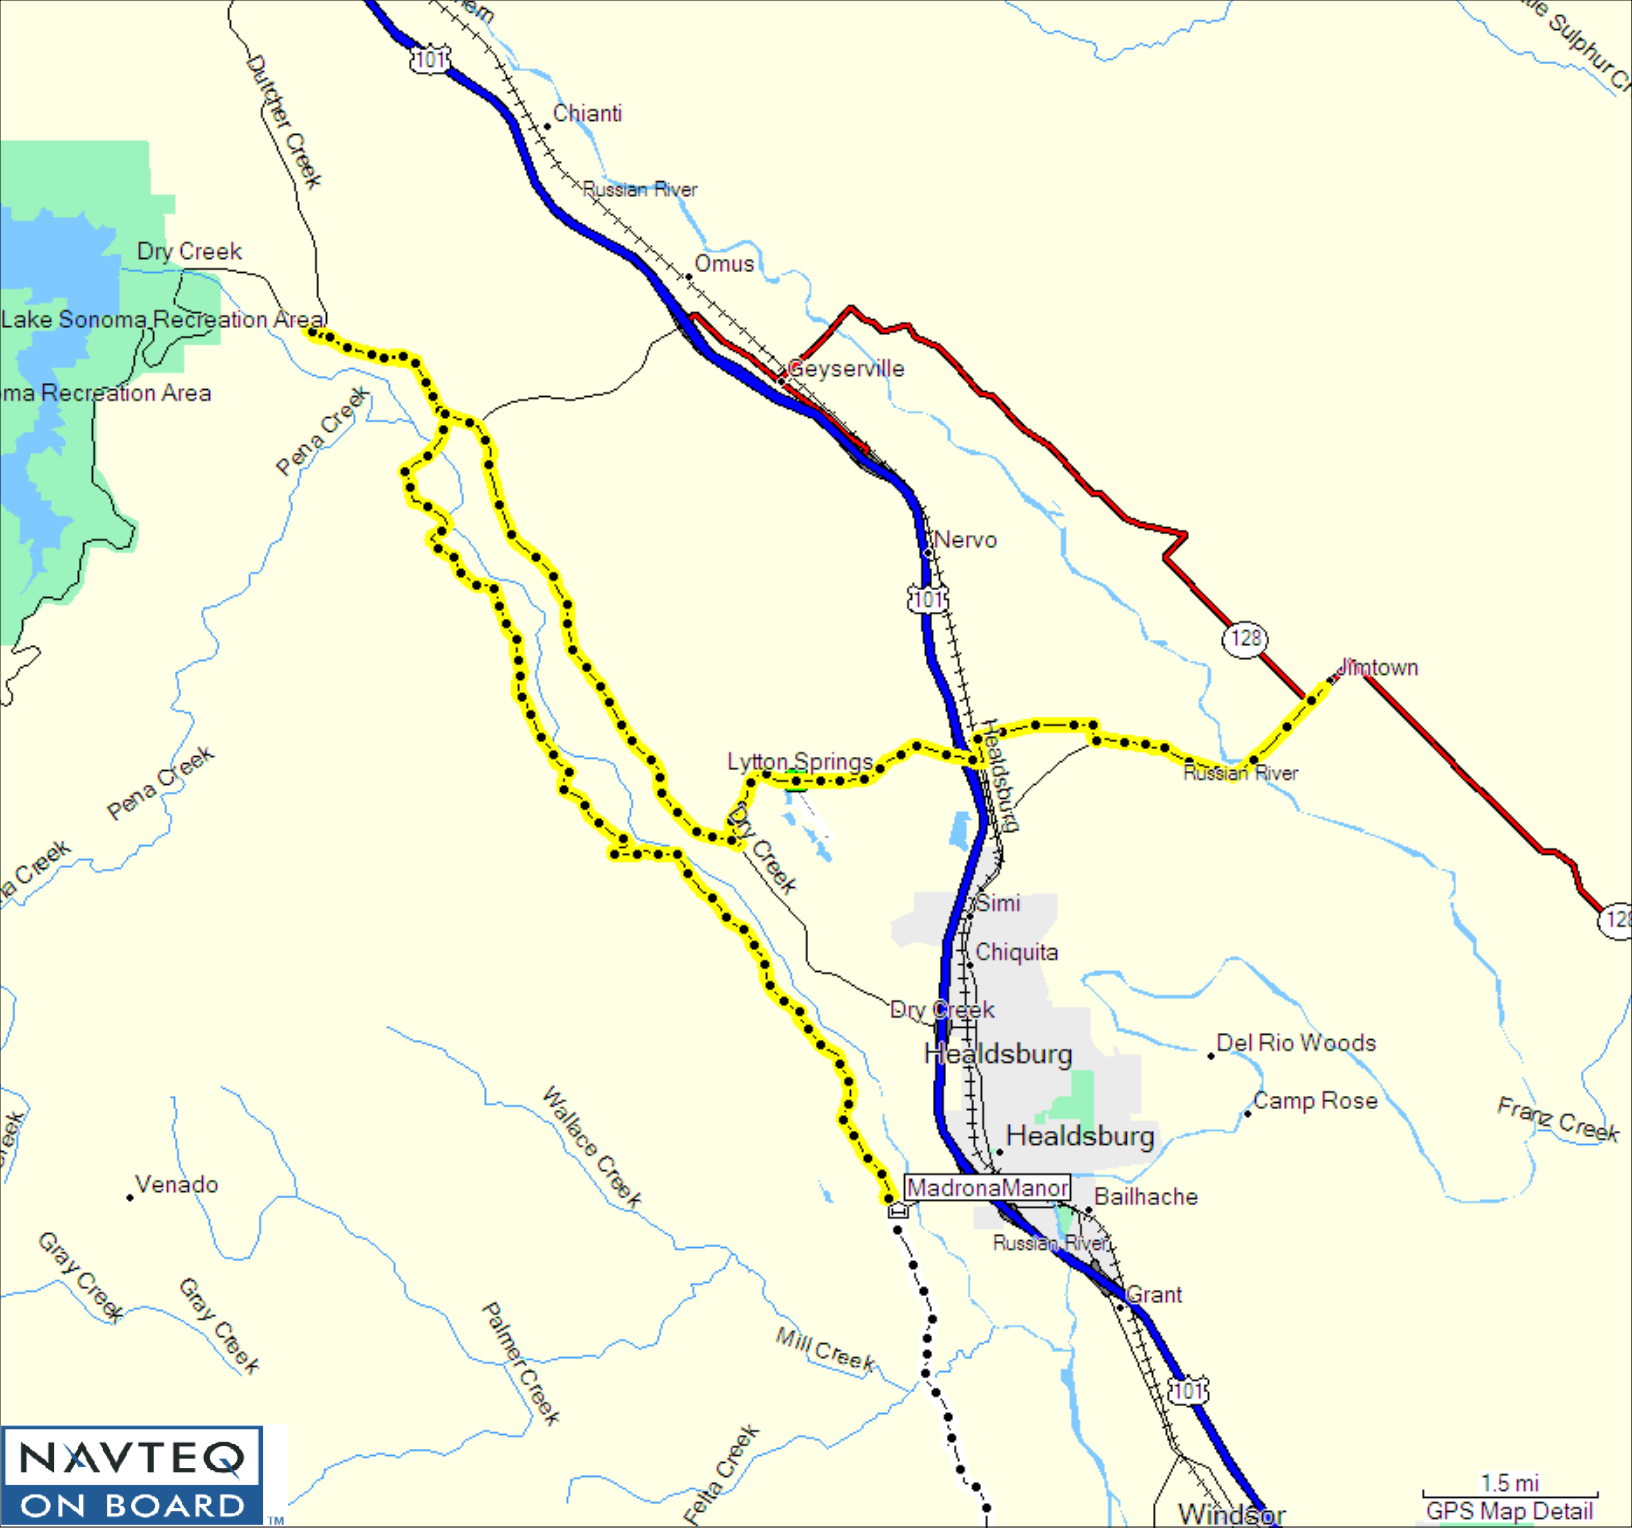 101
Chianti
Dutcher Creek
Russian River
Dry Creek
Omus
Lake Sonoma Recreation Area
Geyserville
Recreation Area
Pena Creek
Nervo
101
128
Jimtown
Healdsburg
Lytton Springs
Russian River
Pena Creek
Dry Creek
Creek
Simi
128
Chiquita
Dry Creek
Healdsburg
Del Rio Woods
Camp Rose
Wallace Creek
Franz Creek
Healdsburg
Venado
MadronaManor
Bailhache
Russian River
Gray Creek
Gray Creek
Grant
Palmer Creek
Mill Creek
101
Felta Creek
NAVTEQ
ON BOARD
TM
1.5 mi
GPS Map Detail
Windsor